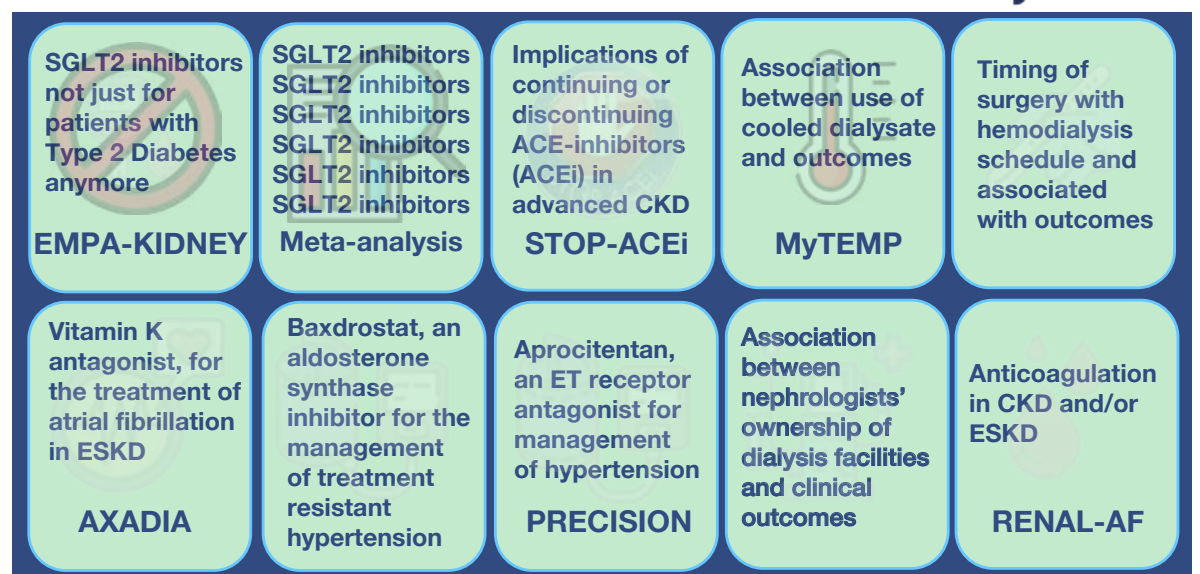 SGLT2 inhibitors
not just for
patients with
Type 2 Diabetes
anymore
EMPA-KIDNEY
SGLT2 inhibitors
SGLT2 inhibitors
SGLT2 inhibitors
SGLT2 inhibitors
SGLT2 inhibitors
SGLT2 inhibitors
Meta-analysis
Implications of
continuing or
discontinuing
ACE-inhibitors
(ACEi) in
advanced CKD
STOP-ACEi
Association
between use of
cooled dialysate
and outcomes
MyTEMP
Timing of
surgery with
hemodialysis
schedule and
associated
with outcomes
Vitamin K
antagonist, for
the treatment of
atrial fibrillation
in ESKD
AXADIA
Baxdrostat, an
aldosterone
synthase
inhibitor for the
management
of treatment
resistant
hypertension
Aprocitentan,
an ET receptor
antagonist for
management
of hypertension
PRECISION
Association
between
nephrologists’
ownership of
dialysis facilities
and clinical
outcomes
Anticoagulation
in CKD and/or
ESKD
RENAL-AF